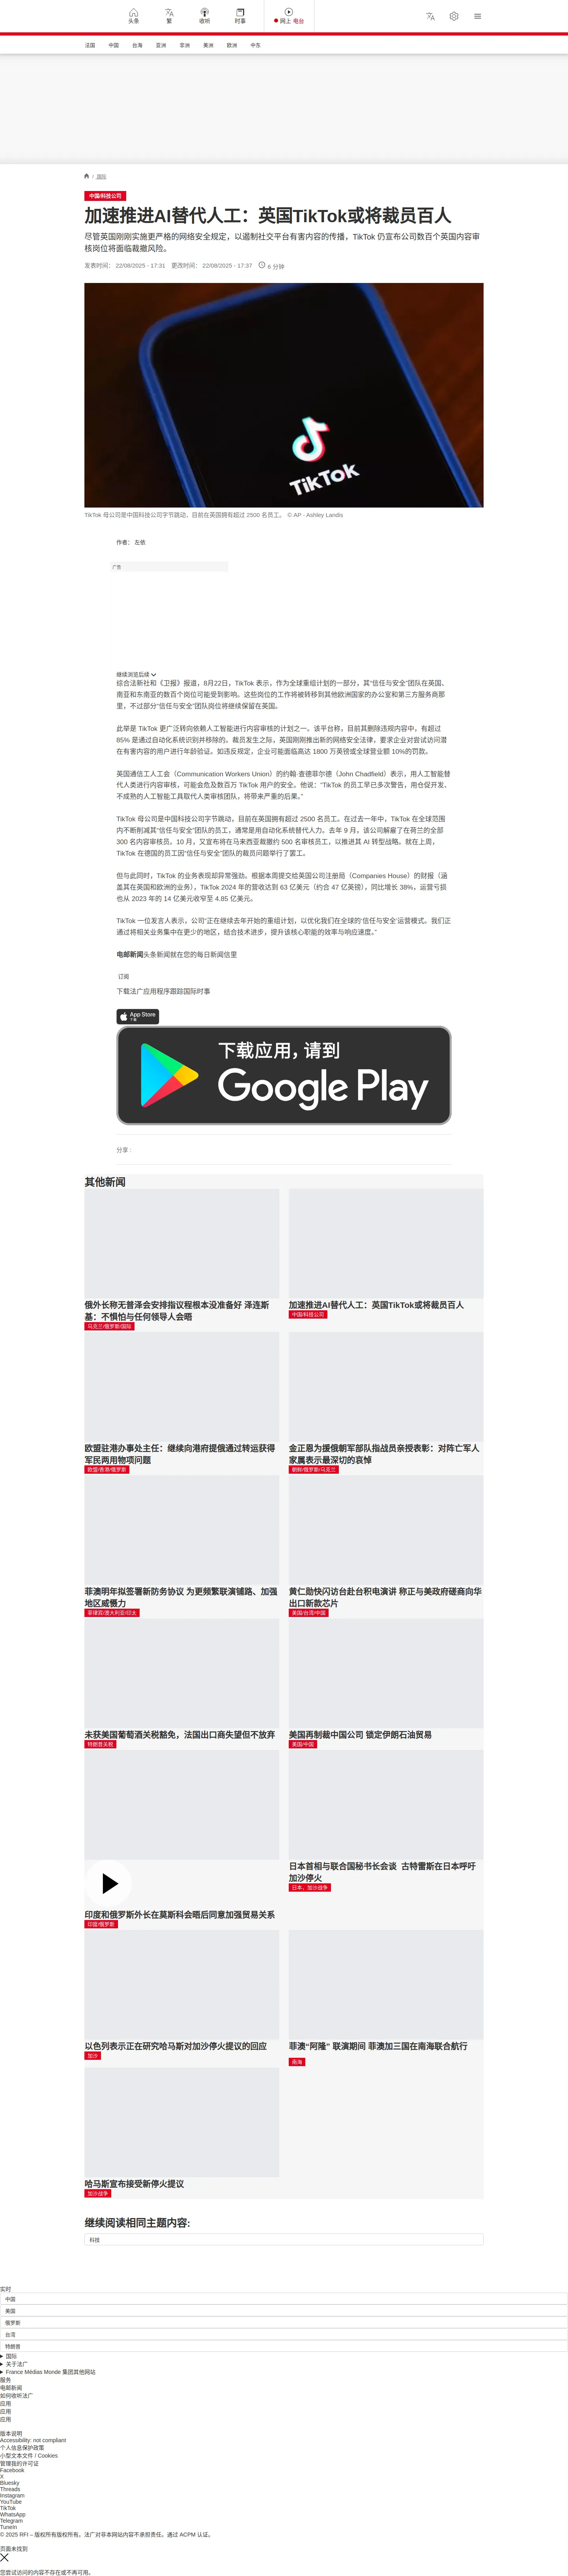 头条
繁
收听
时事
网上 电台
法国
中国
台海
亚洲
非洲
美洲
欧洲
中东
/ 国际
中国/科技公司
加速推进AI替代人工：英国TikTok或将裁员百人
尽管英国刚刚实施更严格的网络安全规定，以遏制社交平台有害内容的传播，TikTok 仍宣布公司数百个英国内容审
核岗位将面临裁撤风险。
发表时间： 22/08/2025 - 17:31 更改时间： 22/08/2025 - 17:37 6 分钟
TikTok
TikTok 母公司是中国科技公司字节跳动，目前在英国拥有超过 2500 名员工。 © AP - Ashley Landis
作者： 左依
广告
继续浏览后续
综合法新社和《卫报》报道，8月22日，TikTok 表示，作为全球重组计划的一部分，其“信任与安全”团队在英国、
南亚和东南亚的数百个岗位可能受到影响。这些岗位的工作将被转移到其他欧洲国家的办公室和第三方服务商那
里，不过部分“信任与安全”团队岗位将继续保留在英国。
此举是 TikTok 更广泛转向依赖人工智能进行内容审核的计划之一。该平台称，目前其删除违规内容中，有超过
85% 是通过自动化系统识别并移除的。裁员发生之际，英国刚刚推出新的网络安全法律，要求企业对尝试访问潜
在有害内容的用户进行年龄验证。如违反规定，企业可能面临高达 1800 万英镑或全球营业额 10%的罚款。
英国通信工人工会（Communication Workers Union）的约翰·查德菲尔德（John Chadfield）表示，用人工智能替
代人类进行内容审核，可能会危及数百万 TikTok 用户的安全。他说：“TikTok 的员工早已多次警告，用仓促开发、
不成熟的人工智能工具取代人类审核团队，将带来严重的后果。”
TikTok 母公司是中国科技公司字节跳动，目前在英国拥有超过 2500 名员工。在过去一年中，TikTok 在全球范围
内不断削减其“信任与安全”团队的员工，通常是用自动化系统替代人力。去年 9 月，该公司解雇了在荷兰的全部
300 名内容审核员。10 月，又宣布将在马来西亚裁撤约 500 名审核员工，以推进其 AI 转型战略。就在上周，
TikTok 在德国的员工因“信任与安全”团队的裁员问题举行了罢工。
但与此同时，TikTok 的业务表现却异常强劲。根据本周提交给英国公司注册局（Companies House）的财报（涵
盖其在英国和欧洲的业务），TikTok 2024 年的营收达到 63 亿美元（约合 47 亿英镑），同比增长 38%，运营亏损
也从 2023 年的 14 亿美元收窄至 4.85 亿美元。
TikTok 一位发言人表示，公司“正在继续去年开始的重组计划，以优化我们在全球的‘信任与安全’运营模式。我们正
通过将相关业务集中在更少的地区，结合技术进步，提升该核心职能的效率与响应速度。”
电邮新闻头条新闻就在您的每日新闻信里
订阅
下载法广应用程序跟踪国际时事
App Store
下载
下载应用，请到
Google Play
分享 :
其他新闻
俄外长称无普泽会安排指议程根本没准备好 泽连斯
基：不惧怕与任何领导人会晤
乌克兰/俄罗斯/国际
加速推进AI替代人工：英国TikTok或将裁员百人
中国/科技公司
欧盟驻港办事处主任：继续向港府提俄通过转运获得
军民两用物项问题
欧盟/香港/俄罗斯
金正恩为援俄朝军部队指战员亲授表彰：对阵亡军人
家属表示最深切的哀悼
朝鲜/俄罗斯/乌克兰
菲澳明年拟签署新防务协议 为更频繁联演铺路、加强
地区威慑力
菲律宾/澳大利亚/印太
黄仁勋快闪访台赴台积电演讲 称正与美政府磋商向华
出口新款芯片
美国/台湾/中国
未获美国葡萄酒关税豁免，法国出口商失望但不放弃
特朗普关税
美国再制裁中国公司 锁定伊朗石油贸易
美国/中国
印度和俄罗斯外长在莫斯科会晤后同意加强贸易关系
印度/俄罗斯
日本首相与联合国秘书长会谈 古特雷斯在日本呼吁
加沙停火
日本，加沙战争
以色列表示正在研究哈马斯对加沙停火提议的回应
加沙
菲澳"阿隆" 联演期间 菲澳加三国在南海联合航行
南海
哈马斯宣布接受新停火提议
加沙战争
继续阅读相同主题内容:
科技
实时
中国
美国
俄罗斯
台湾
特朗普
国际
关于法广
France Médias Monde 集团其他网站
服务
电邮新闻
如何收听法广
应用
应用
应用
版本说明
Accessibility: not compliant
个人信息保护政策
小型文本文件 / Cookies
管理我的许可证
Facebook
X
Bluesky
Threads
Instagram
YouTube
TikTok
WhatsApp
Telegram
TuneIn
© 2025 RFI – 版权所有版权所有。法广对非本网站内容不承担责任。通过 ACPM 认证。
页面未找到
您尝试访问的内容不存在或不再可用。